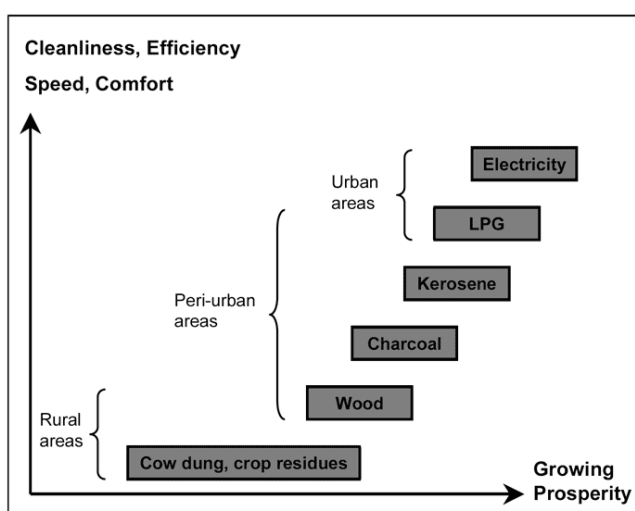 Cleanliness, Efficiency
Speed, Comfort
Electricity
Urban
areas
LPG
Kerosene
Peri-urban
areas
Charcoal
Wood
Rural
areas
Cow dung, crop residues
Growing
Prosperity